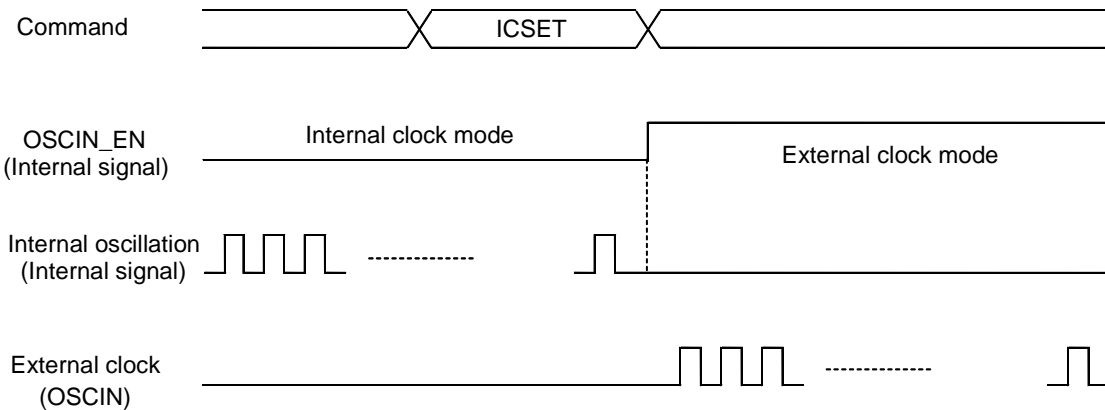 Command
ICSET
OSCIN_EN
(Internal signal)
Internal clock mode
External clock mode
Internal oscillation
(Internal signal)
External clock
(OSCIN)